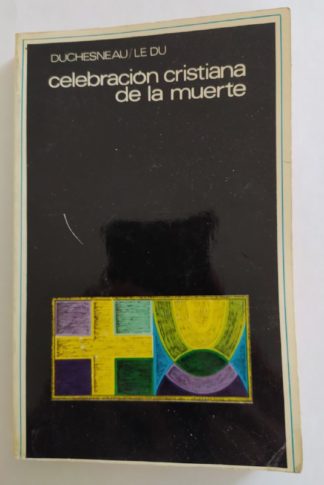 DUCHESNEAU/LE DU
celebración cristiana
de la muerte